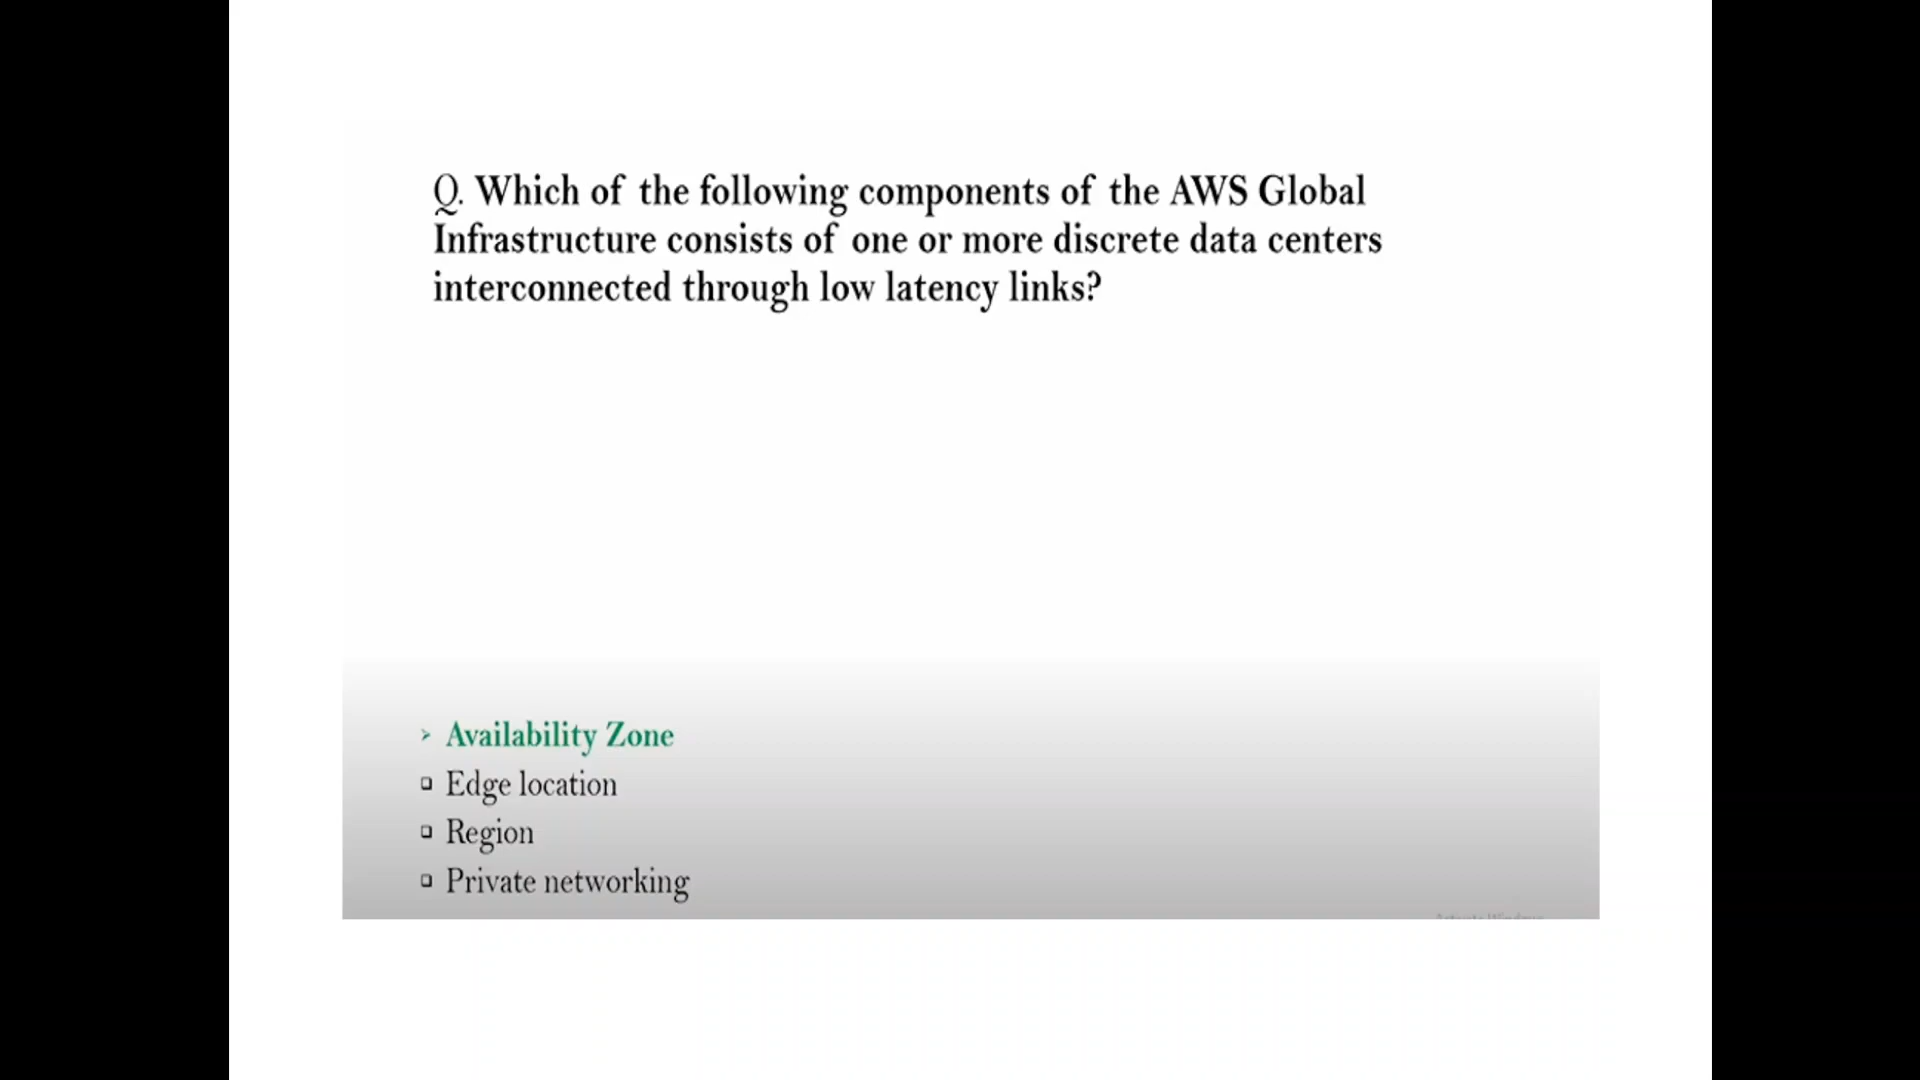 Q. Which of the following components of the AWS Global
Infrastructure consists of one or more discrete data centers
interconnected through low latency links?
Availability Zone
Edge location
Region
Private networking